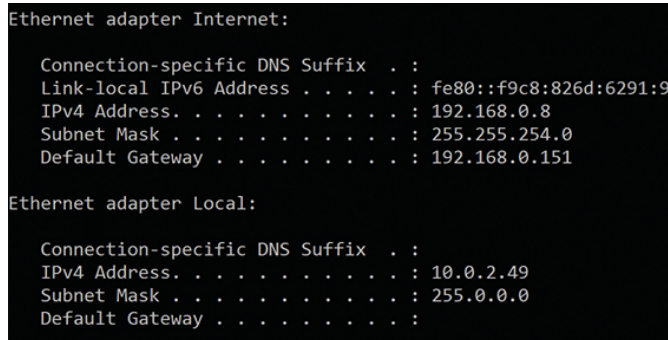 Ethernet adapter Internet:
Connection-specific DNS Suffix . :
Link-local IPv6 Address . . . . . : fe80::f9c8:826d:6291:9
IPv4 Address. . . . . . . . . . . : 192.168.0.8
Subnet Mask . . . . . . . . . . . : 255.255.254.0
Default Gateway . . . . . . . . . : 192.168.0.151
Ethernet adapter Local:
Connection-specific DNS Suffix . :
IPv4 Address. . . . . . . . . . . : 10.0.2.49
Subnet Mask . . . . . . . . . . . : 255.0.0.0
Default Gateway . . . . . . . . . :